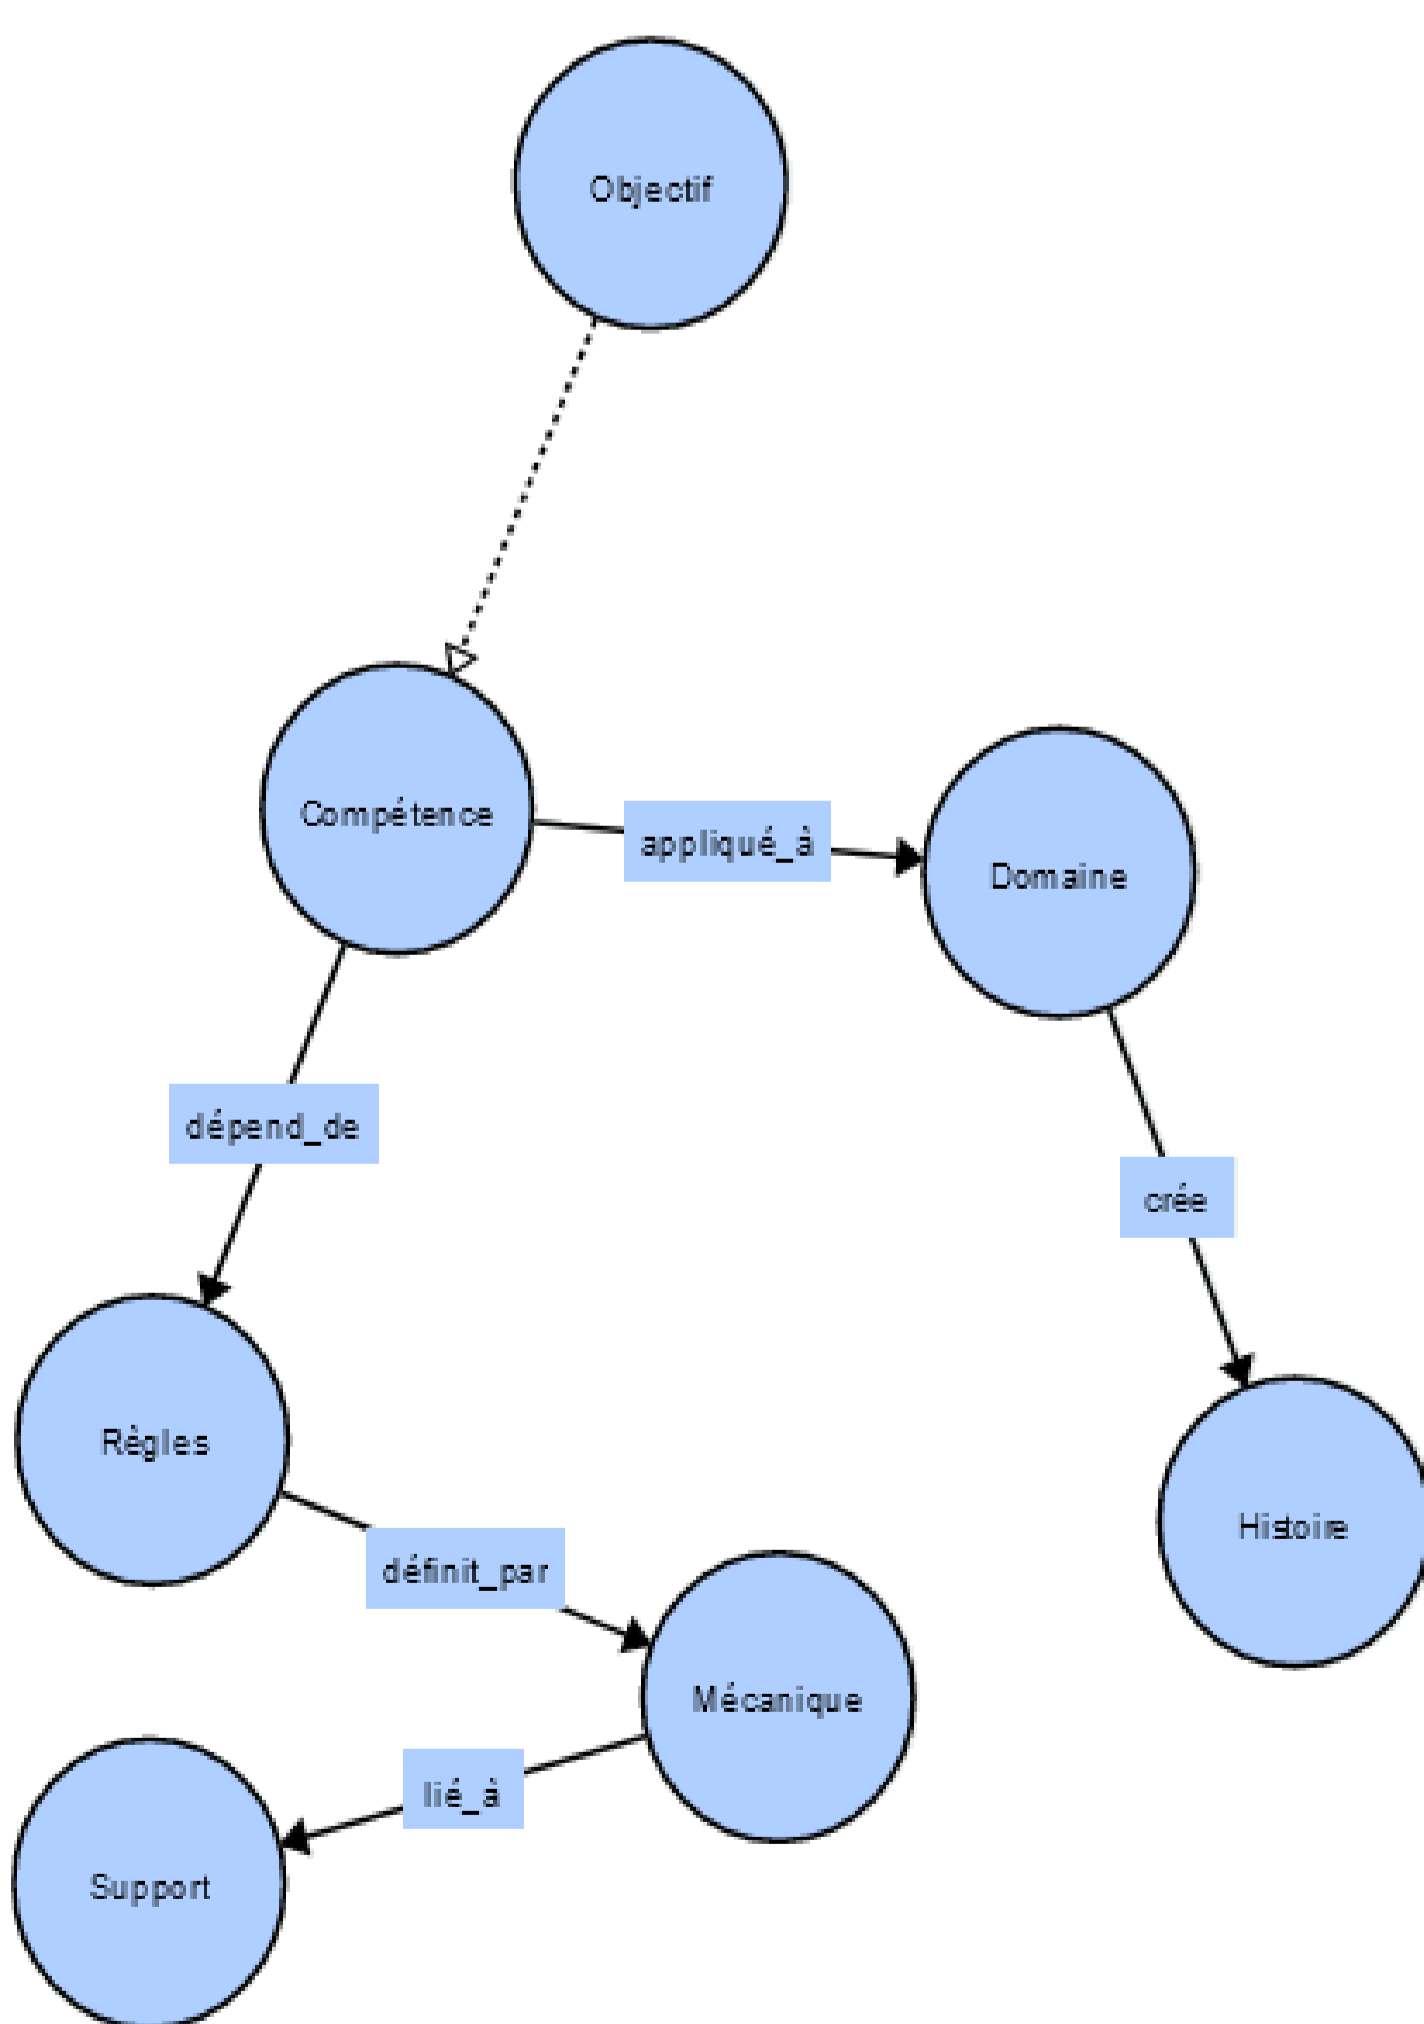 Objectif
Compétence
appliqué_à
Domaine
dépend_de
crée
Règles
Histoire
définit_par
Mécanique
lié_à
Support